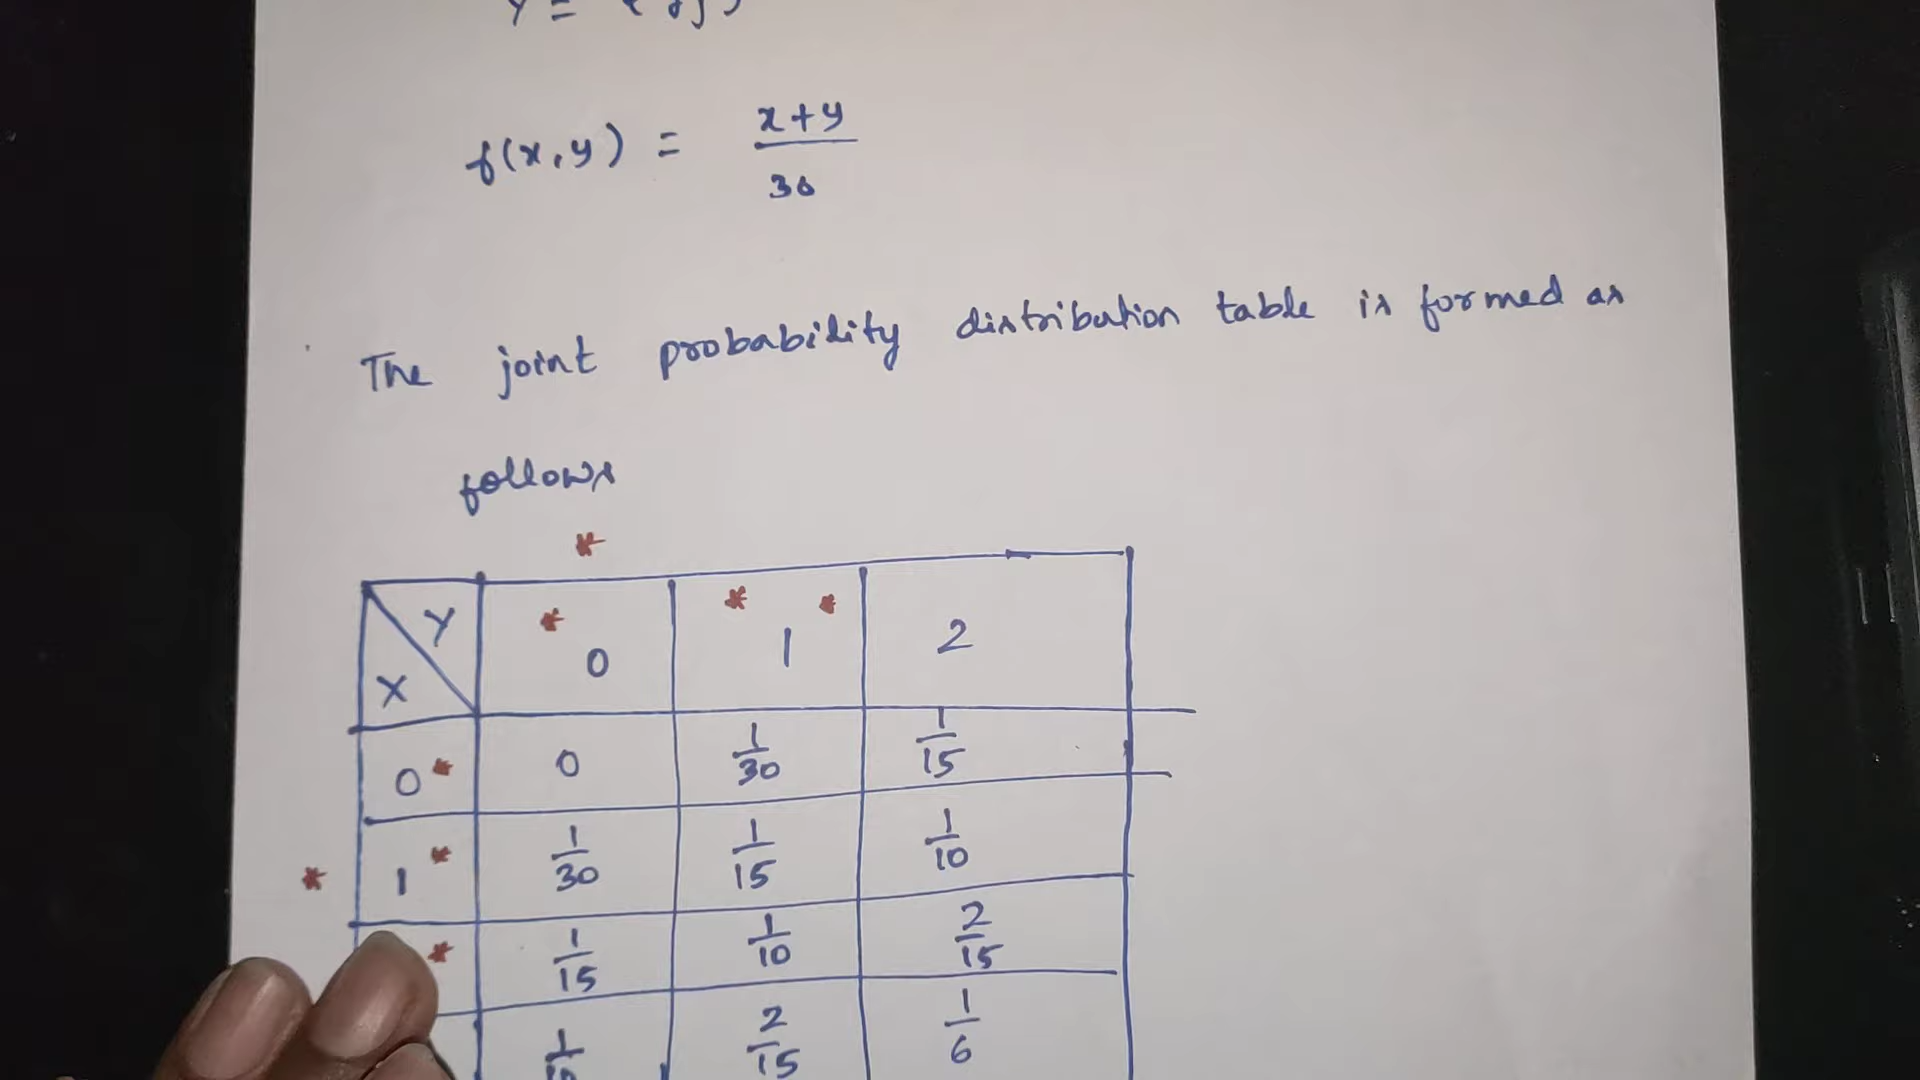 f(x,y) = x+y
30
The joint probability distribution table is formed as
follows
*
Y * 0 * 1 * 2
X
0 * 0 1/30 1/15
* 1 * 1/30 1/15 1/10
* 1/15 1/10 2/15
2/15 1/6